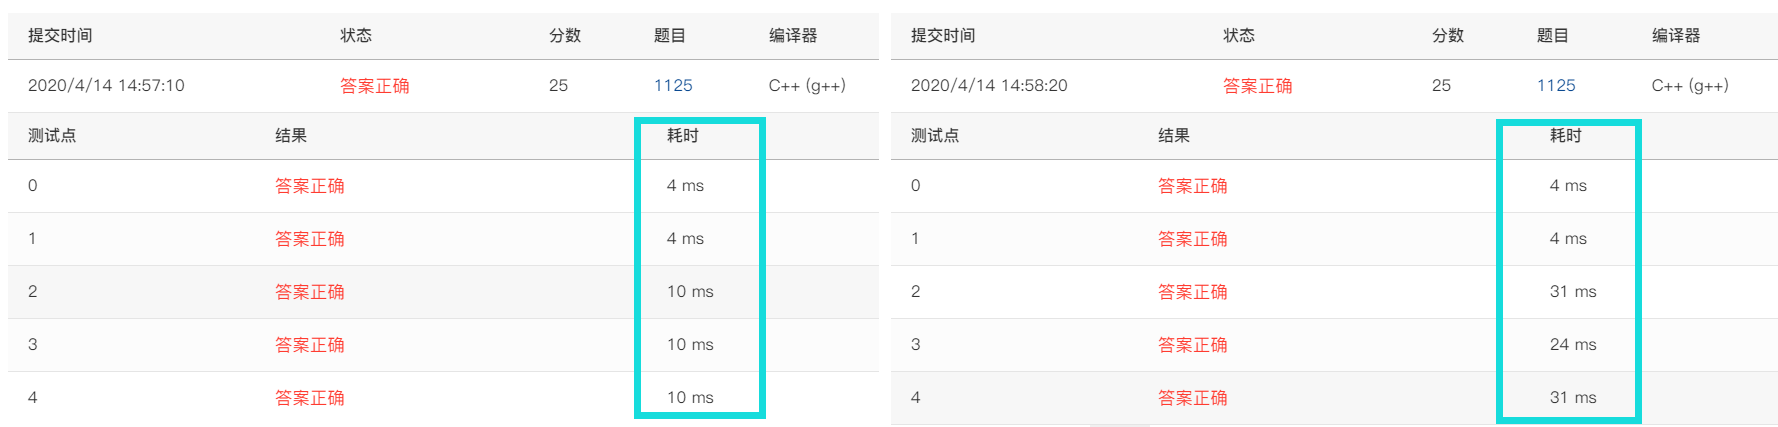 提交时间 状态 分数 题目 编译器
2020/4/14 14:57:10 答案正确 25 1125 C++ (g++)
测试点 结果 耗时
0 答案正确 4 ms
1 答案正确 4 ms
2 答案正确 10 ms
3 答案正确 10 ms
4 答案正确 10 ms
提交时间 状态 分数 题目 编译器
2020/4/14 14:58:20 答案正确 25 1125 C++ (g++)
测试点 结果 耗时
0 答案正确 4 ms
1 答案正确 4 ms
2 答案正确 31 ms
3 答案正确 24 ms
4 答案正确 31 ms